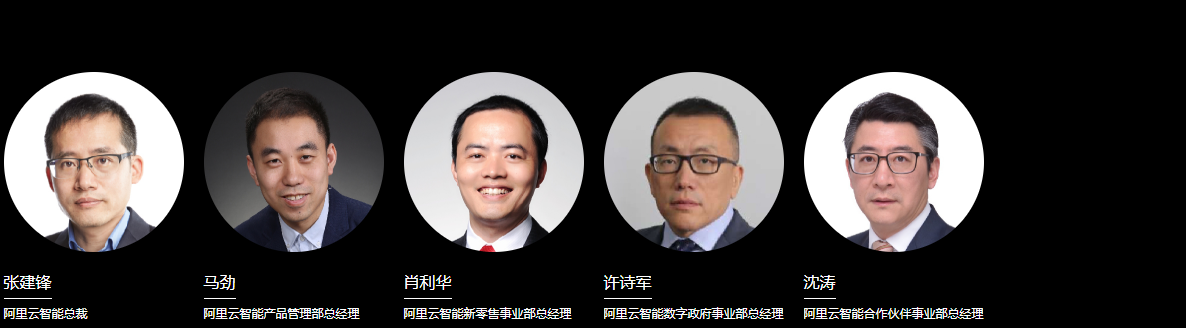 张建锋 马劲 肖利华 许诗军 沈涛
阿里云智能总裁 阿里云智能产品管理部总经理 阿里云智能新零售事业部总经理 阿里云智能数字政府事业部总经理 阿里云智能合作伙伴事业部总经理